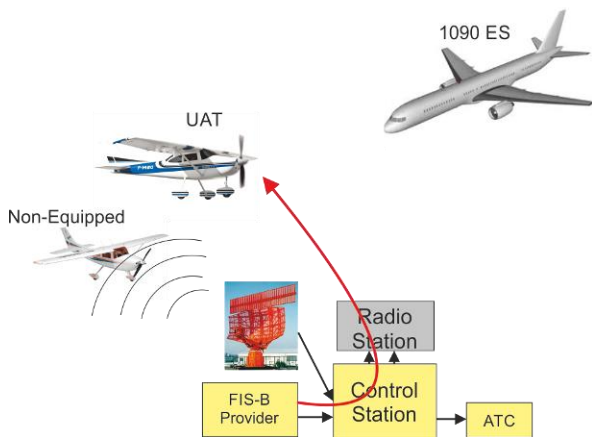 1090 ES
UAT
Non-Equipped
Radio
Station
FIS-B
Provider
Control
Station
ATC